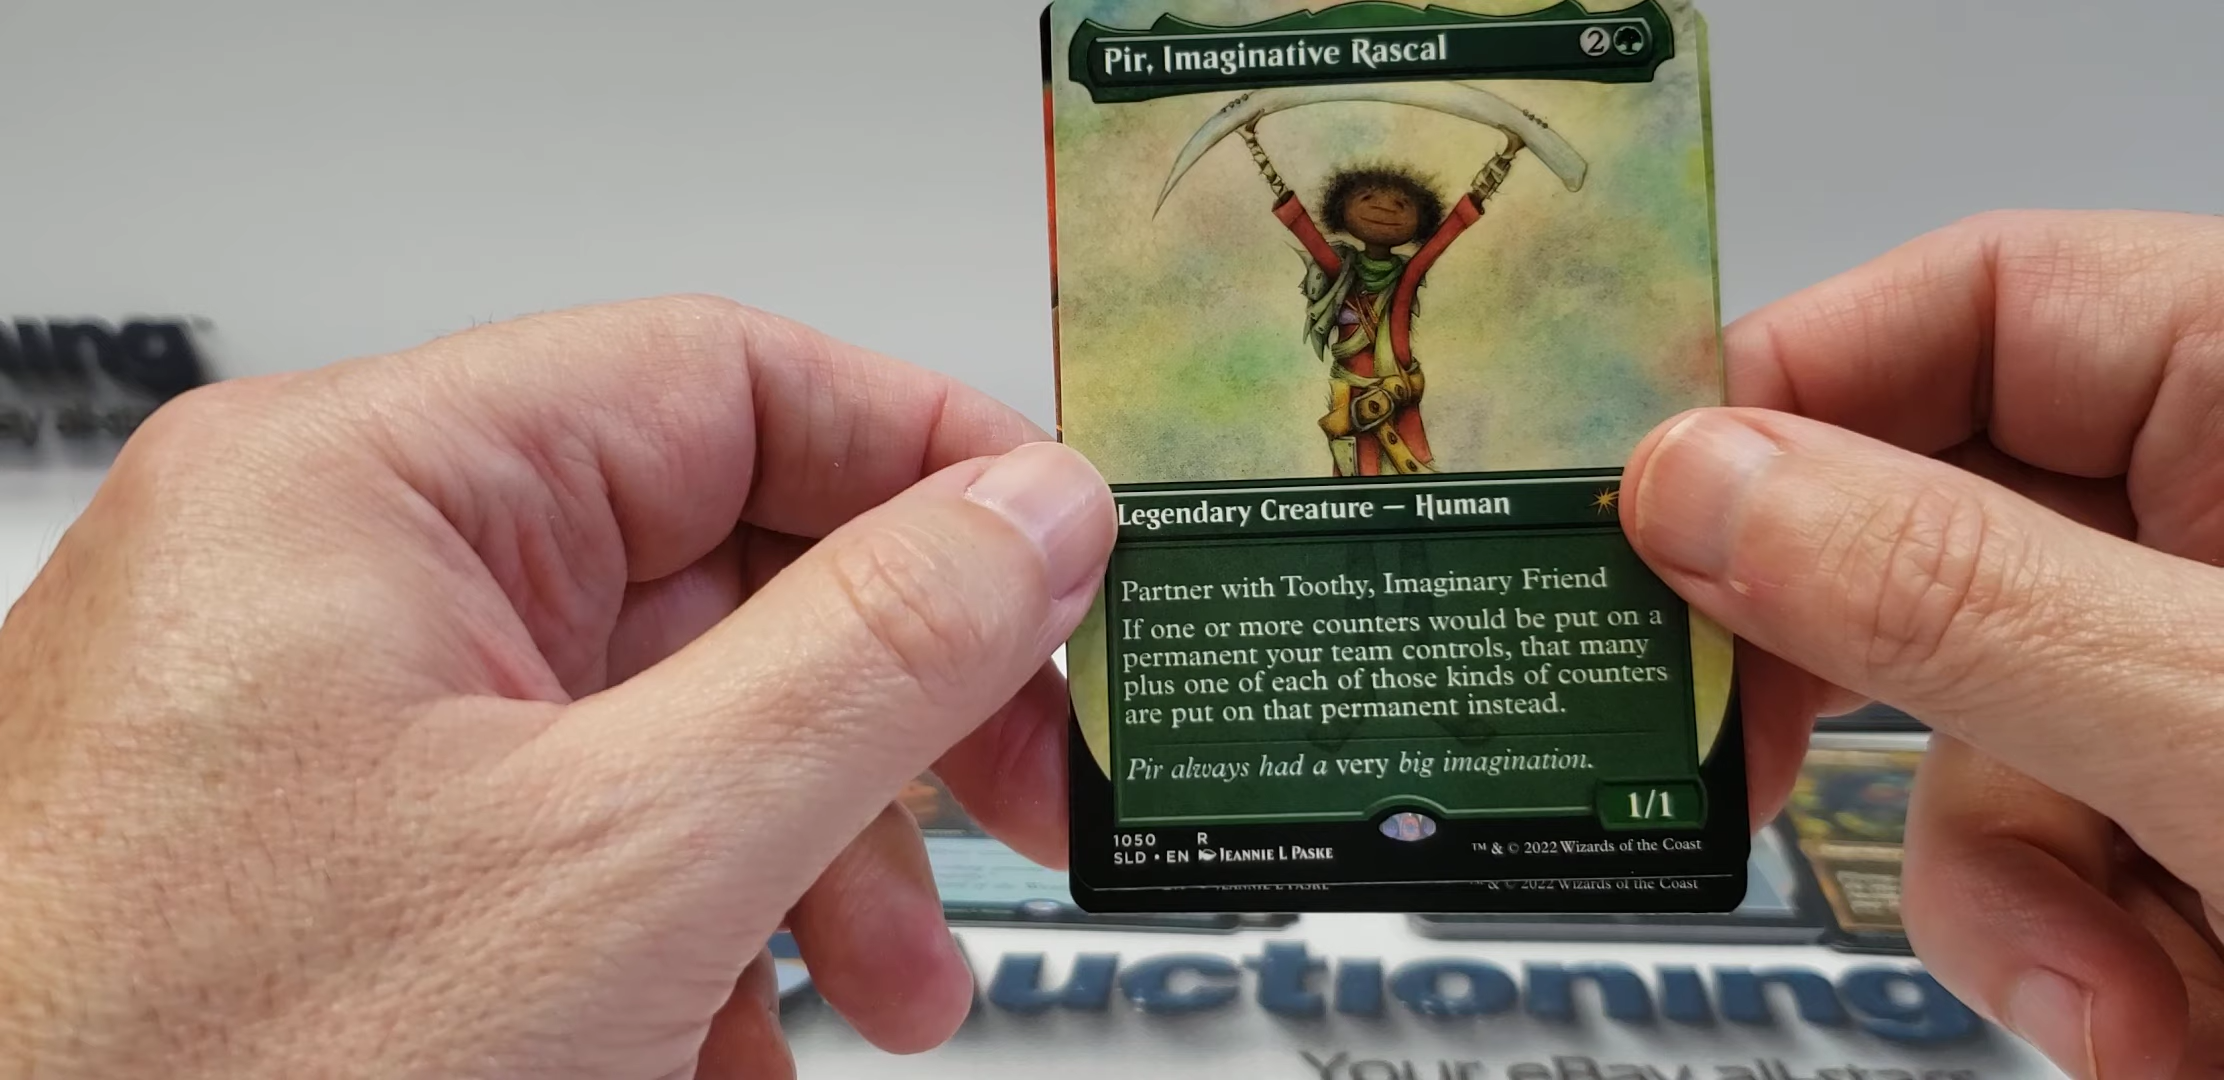 Pir, Imaginative Rascal 2
Legendary Creature — Human
Partner with Toothy, Imaginary Friend
If one or more counters would be put on a
permanent your team controls, that many
plus one of each of those kinds of counters
are put on that permanent instead.
Pir always had a very big imagination.
1/1
1050 R
SLD • EN JEANNIE L PASKE
™ & © 2022 Wizards of the Coast
& © 2022 Wizards of the Coast
uctioning
Your eBay